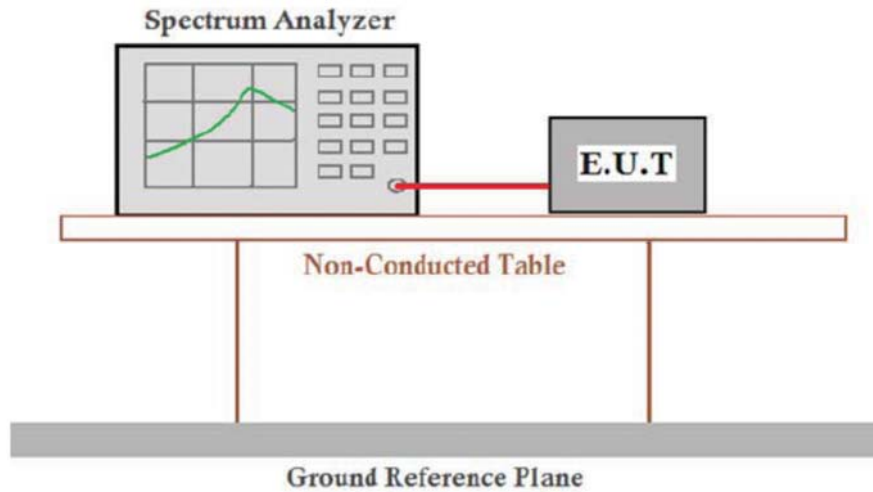 Spectrum Analyzer
E.U.T
Non-Conducted Table
Ground Reference Plane